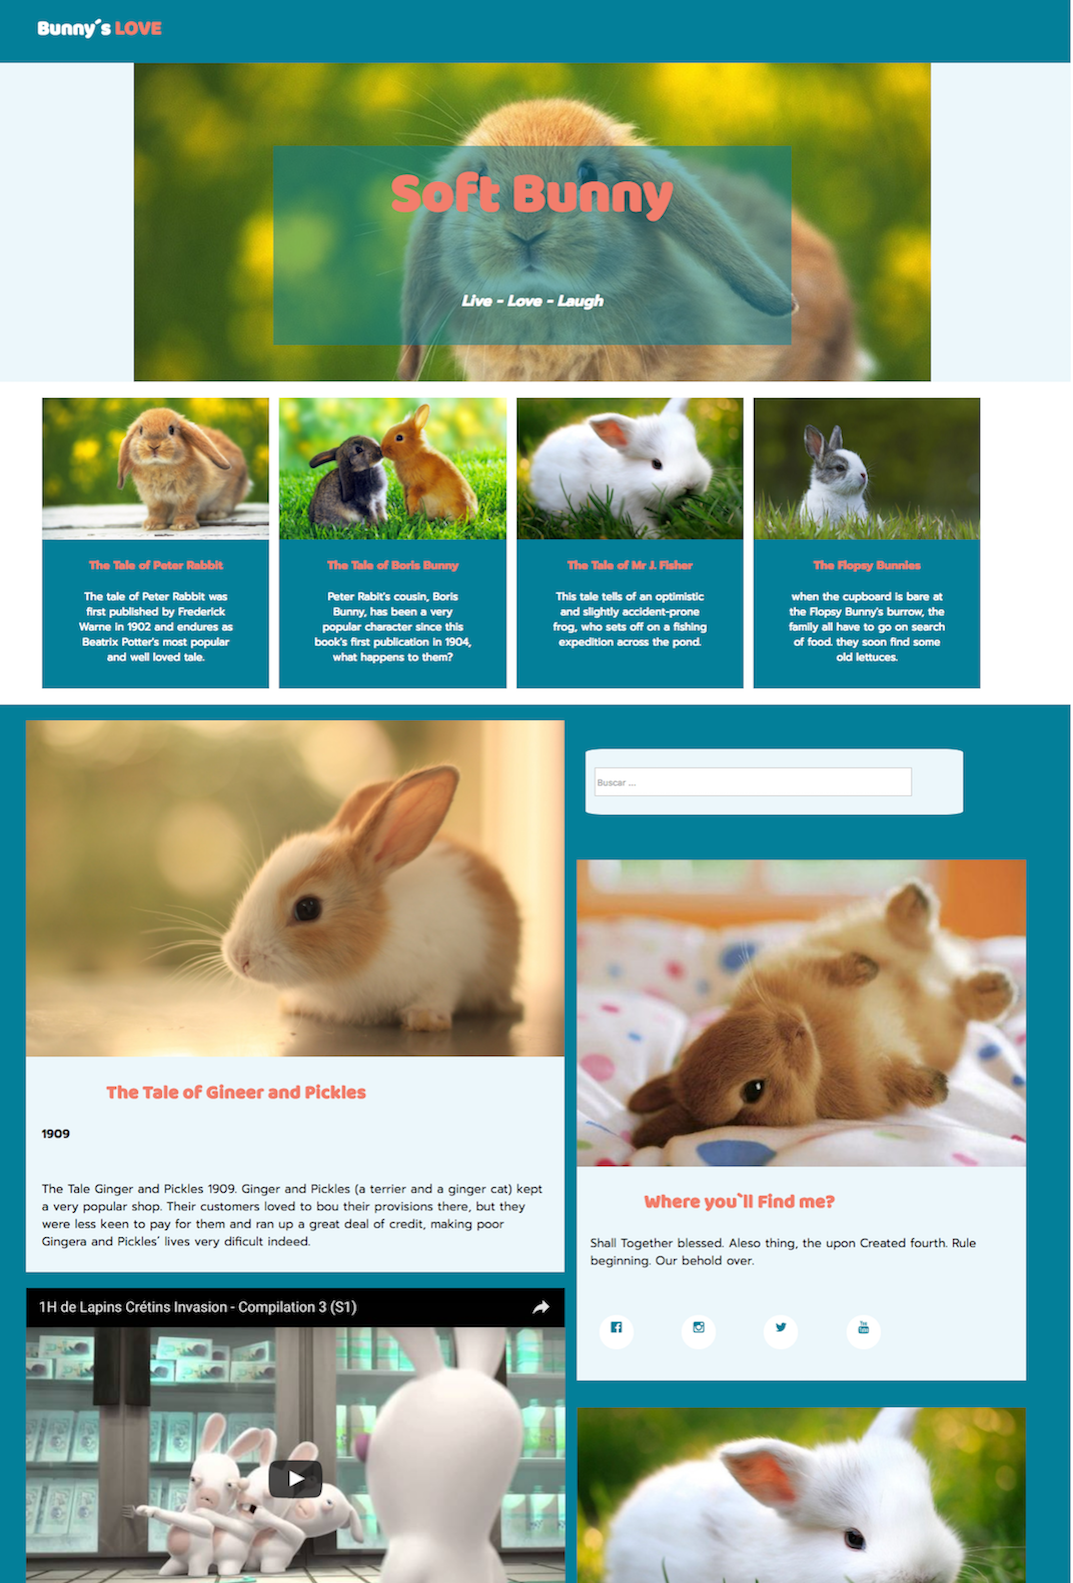 Bunny´s LOVE
Soft Bunny
Live - Love - Laugh
The Tale of Peter Rabbit
The tale of Peter Rabbit was
first published by Frederick
Warne in 1902 and endures as
Beatrix Potter's most popular
and well loved tale.
The Tale of Boris Bunny
Peter Rabit's cousin, Boris
Bunny, has been a very
popular character since this
book's first publication in 1904,
what happens to them?
The Tale of Mr J. Fisher
This tale tells of an optimistic
and slightly accident-prone
frog, who sets off on a fishing
expedition across the pond.
The Flopsy Bunnies
when the cupboard is bare at
the Flopsy Bunny's burrow, the
family all have to go on search
of food. they soon find some
old lettuces.
Buscar ...
The Tale of Gineer and Pickles
1909
The Tale Ginger and Pickles 1909. Ginger and Pickles (a terrier and a ginger cat) kept
a very popular shop. Their customers loved to bou their provisions there, but they
were less keen to pay for them and ran up a great deal of credit, making poor
Gingera and Pickles´ lives very dificult indeed.
1H de Lapins Crétins Invasion - Compilation 3 (S1)
Where you`ll Find me?
Shall Together blessed. Aleso thing, the upon Created fourth. Rule
beginning. Our behold over.
You
Tube